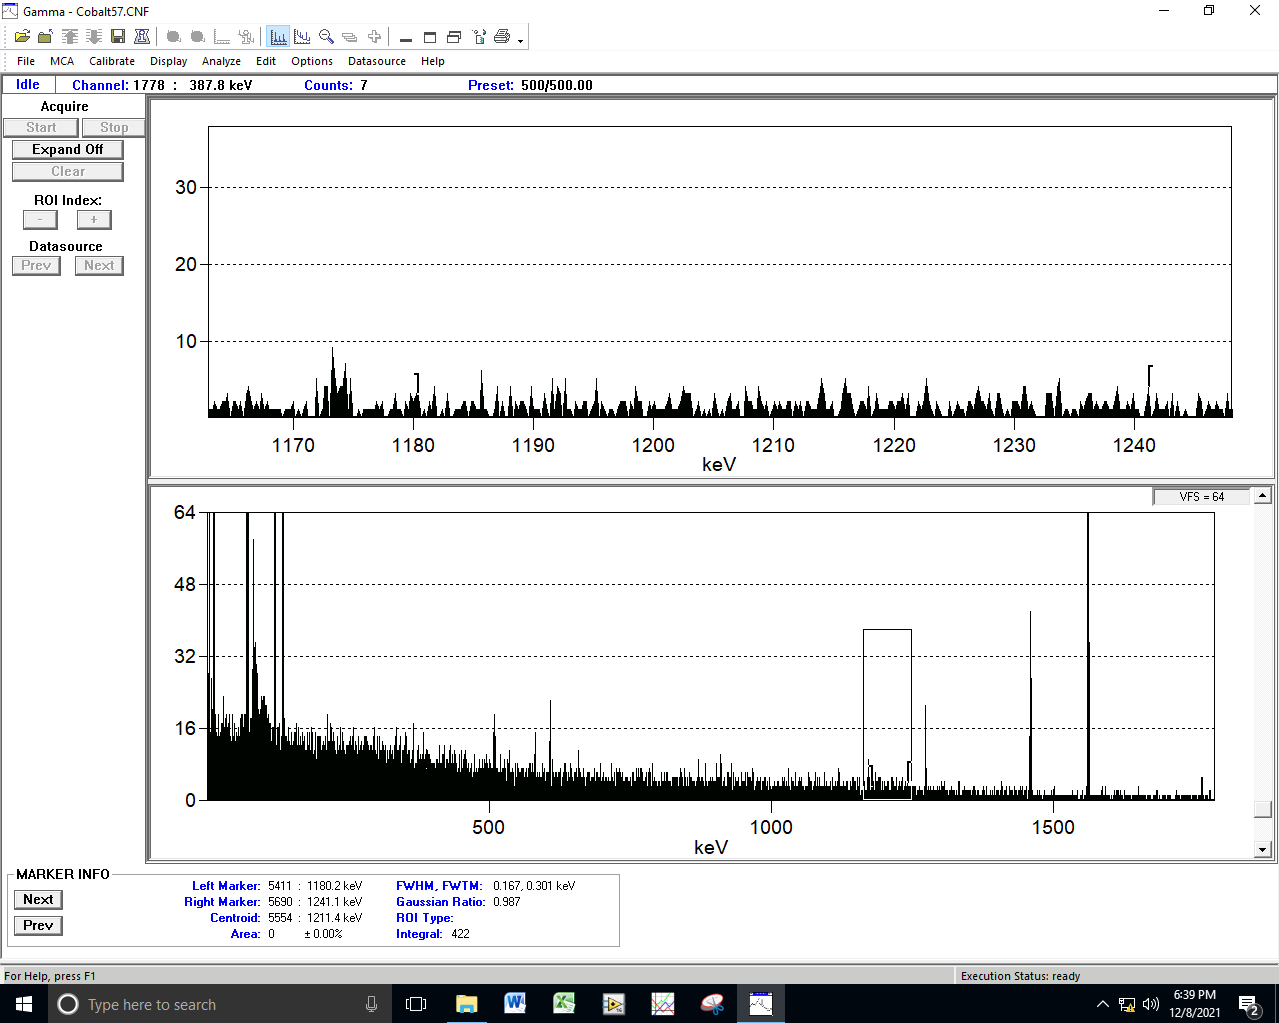 Gamma - Cobalt57.CNF
File MCA Calibrate Display Analyze Edit Options Datasource Help
Idle Channel: 1778 : 387.8 keV Counts: 7 Preset: 500/500.00
Acquire
Start Stop
Expand Off
Clear
ROI Index:
- +
Datasource
Prev Next
30
20
10
1170 1180 1190 1200 1210 1220 1230 1240
keV
VFS = 64
64
48
32
16
0
500 1000 1500
keV
MARKER INFO
Next
Prev
Left Marker: 5411 : 1180.2 keV FWHM, FWTM: 0.167, 0.301 keV
Right Marker: 5690 : 1241.1 keV Gaussian Ratio: 0.987
Centroid: 5554 : 1211.4 keV ROI Type:
Area: 0 ± 0.00% Integral: 422
For Help, press F1 Execution Status: ready
Type here to search
6:39 PM
12/8/2021
2